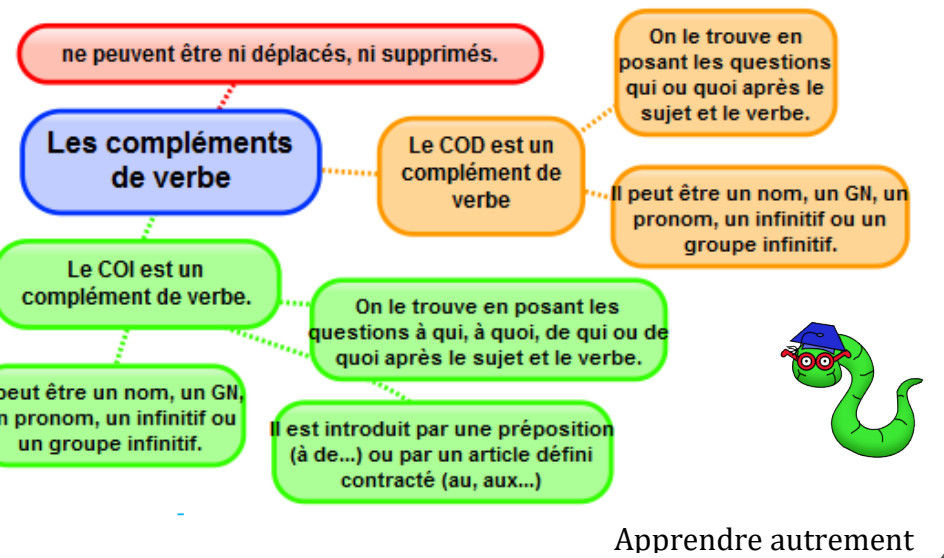 ne peuvent être ni déplacés, ni supprimés.
Les compléments
de verbe
Le COD est un
complément de
verbe
On le trouve en
posant les questions
qui ou quoi après le
sujet et le verbe.
Il peut être un nom, un GN, un
pronom, un infinitif ou un
groupe infinitif.
Le COI est un
complément de verbe.
On le trouve en posant les
questions à qui, à quoi, de qui ou de
quoi après le sujet et le verbe.
peut être un nom, un GN,
n pronom, un infinitif ou
un groupe infinitif.
Il est introduit par une préposition
(à de...) ou par un article défini
contracté (au, aux...)
Apprendre autrement